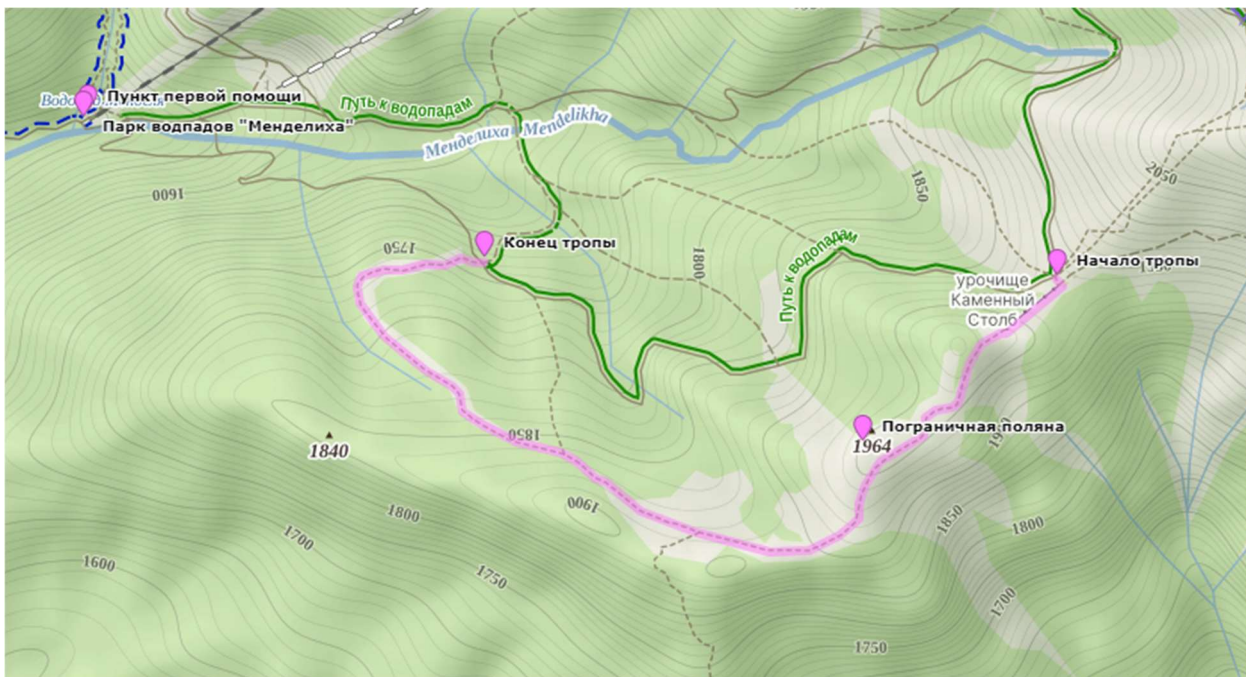 Пункт первой помощи
Парк водпадов "Менделиха"
Путь к водопадам
Менделиха Mendelikha
1600
1750
Конец тропы
1800
1850
2050
Путь к водопадам
Начало тропы
урочище
Каменный
Столб
1840
1850
Пограничная поляна
1964
1900
1800
1700
1600
1750
1850
1800
1700
1750